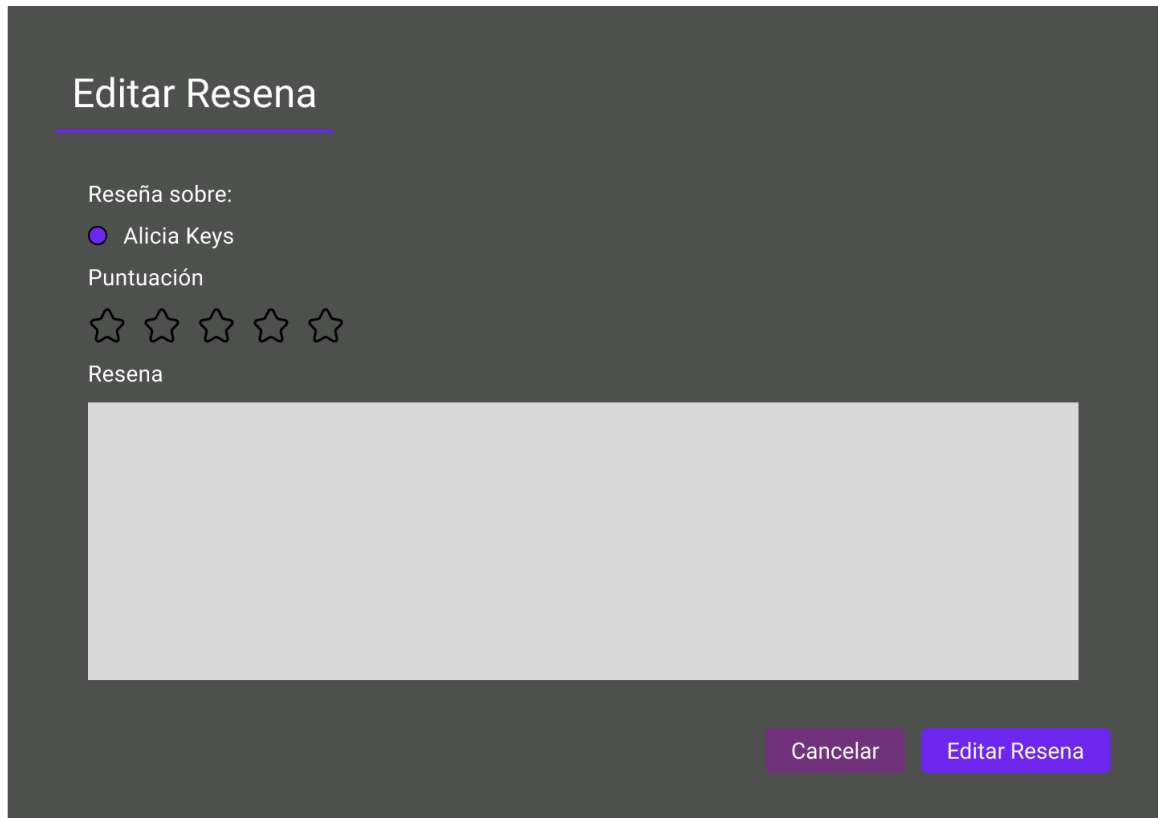 Editar Resena
Reseña sobre:
Alicia Keys
Puntuación
Resena
Cancelar
Editar Resena